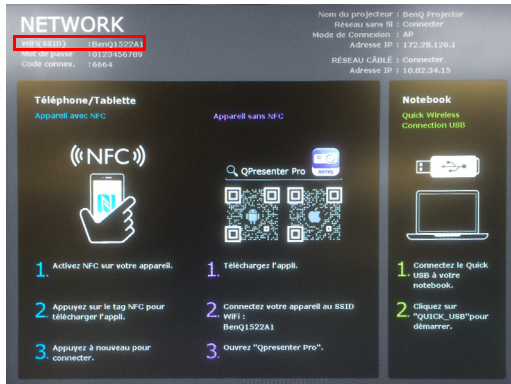 NETWORK
WiFi(SSID) :BenQ1522A1
Mot de passe :0123456789
Code connex. :6664
Nom du projecteur : BenQ Projector
Réseau sans fil : Connecter
Mode de Connexion : AP
Adresse IP : 172.28.120.1
RÉSEAU CÂBLÉ : Connecter
Adresse IP : 10.82.34.15
Téléphone/Tablette
Appareil avec NFC
NFC
N
1. Activez NFC sur votre appareil.
2. Appuyez sur le tag NFC pour
télécharger l'appli.
3. Appuyez à nouveau pour
connecter.
Appareil sans NFC
QPresenter Pro
BenQ
1. Téléchargez l'appli.
2. Connectez votre appareil au SSID
WiFi :
BenQ1522A1
3. Ouvrez "Qpresenter Pro".
Notebook
Quick Wireless
Connection USB
1. Connectez le Quick
USB à votre
notebook.
2. Cliquez sur
"QUICK_USB"pour
démarrer.